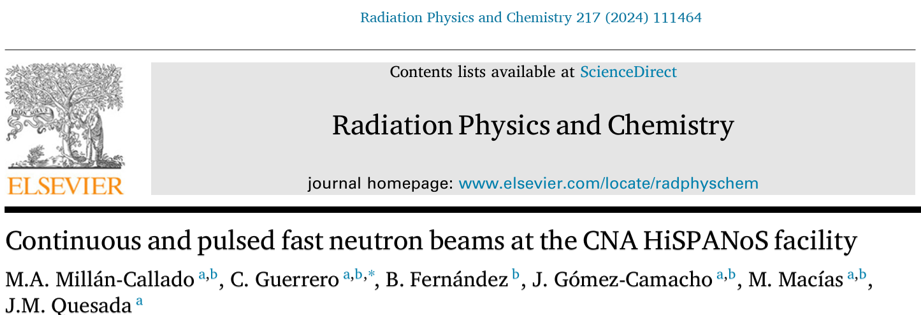 Radiation Physics and Chemistry 217 (2024) 111464
Contents lists available at ScienceDirect
Radiation Physics and Chemistry
ELSEVIER
journal homepage: www.elsevier.com/locate/radphyschem
Continuous and pulsed fast neutron beams at the CNA HiSPANoS facility
M.A. Millán-Callado a,b, C. Guerrero a,b,*, B. Fernández b, J. Gómez-Camacho a,b, M. Macías a,b,
J.M. Quesada a